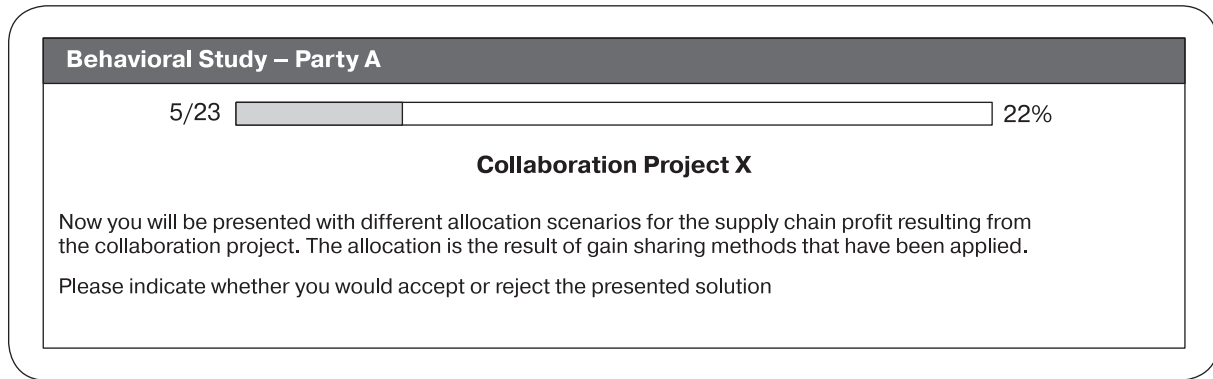 Behavioral Study – Party A
5/23 22%
Collaboration Project X
Now you will be presented with different allocation scenarios for the supply chain profit resulting from
the collaboration project. The allocation is the result of gain sharing methods that have been applied.
Please indicate whether you would accept or reject the presented solution